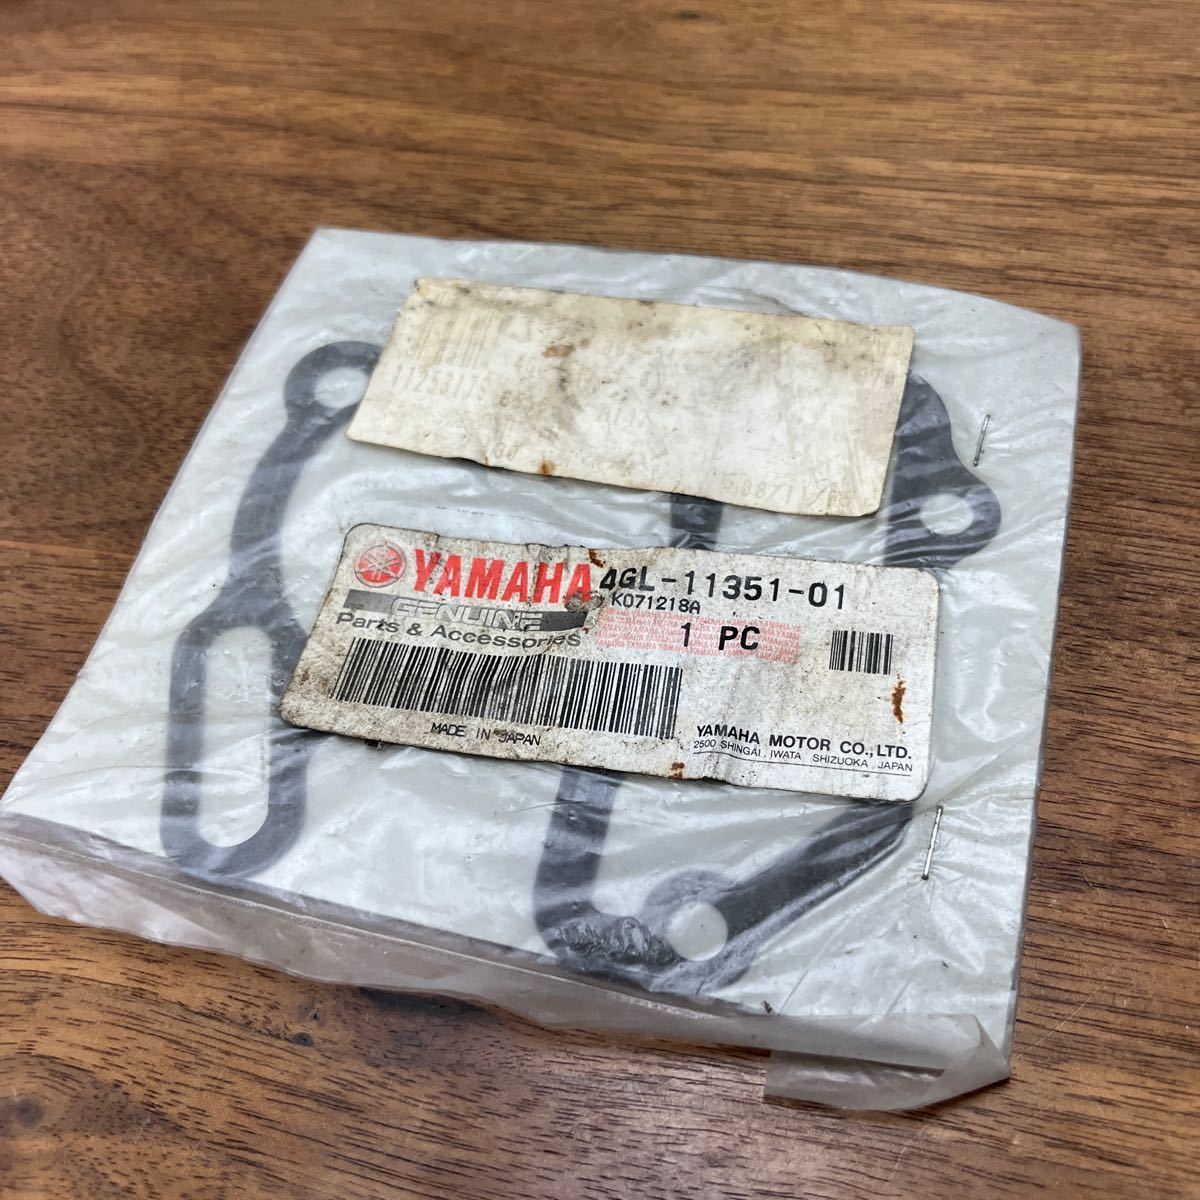 YAMAHA
GENUINE
Parts & Accessories
4GL-11351-01
K071218A
1 PC
MADE IN JAPAN
YAMAHA MOTOR CO.,LTD.
2500 SHINGAI, IWATA SHIZUOKA, JAPAN